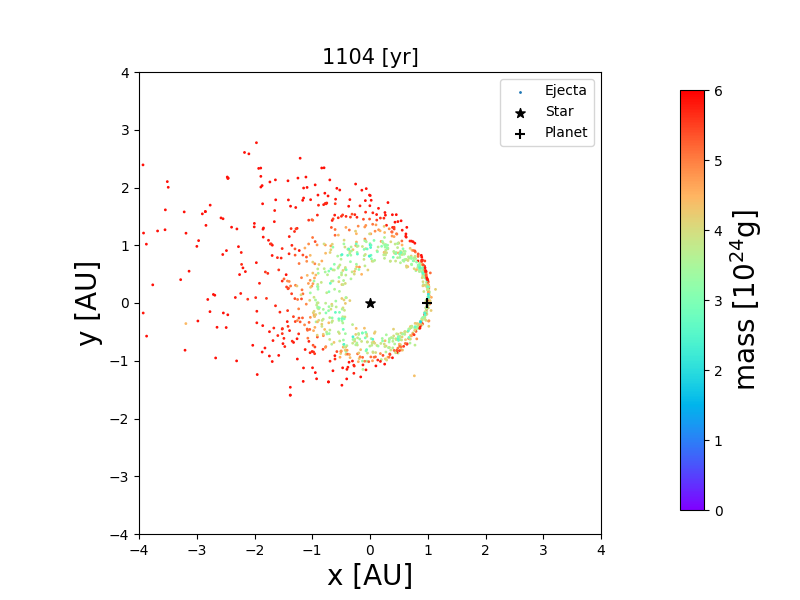 1104 [yr]
Ejecta
Star
Planet
4
3
2
1
0
−1
−2
−3
−4
y [AU]
−4 −3 −2 −1 0 1 2 3 4
x [AU]
6
5
4
3
2
1
0
mass [10²⁴g]